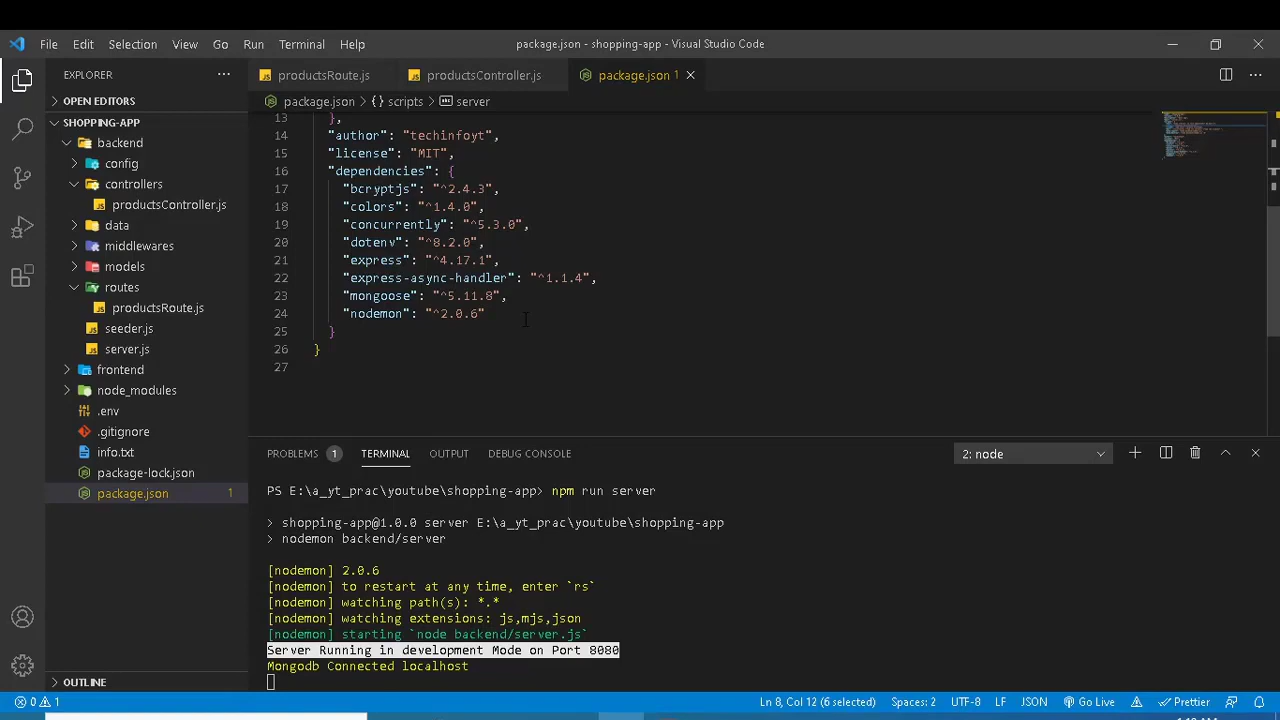 File Edit Selection View Go Run Terminal Help
package.json - shopping-app - Visual Studio Code
EXPLORER
OPEN EDITORS
SHOPPING-APP
backend
config
controllers
productsController.js
data
middlewares
models
routes
productsRoute.js
seeder.js
server.js
frontend
node_modules
.env
.gitignore
info.txt
package-lock.json
package.json 1
OUTLINE
productsRoute.js productsController.js package.json 1
package.json > {} scripts > server
13 },
14 "author": "techinfoyt",
15 "license": "MIT",
16 "dependencies": {
17 "bcryptjs": "^2.4.3",
18 "colors": "^1.4.0",
19 "concurrently": "^5.3.0",
20 "dotenv": "^8.2.0",
21 "express": "^4.17.1",
22 "express-async-handler": "^1.1.4",
23 "mongoose": "^5.11.8",
24 "nodemon": "^2.0.6"
25 }
26 }
27
PROBLEMS 1 TERMINAL OUTPUT DEBUG CONSOLE 2: node
PS E:\a_yt_prac\youtube\shopping-app> npm run server
> shopping-app@1.0.0 server E:\a_yt_prac\youtube\shopping-app
> nodemon backend/server
[nodemon] 2.0.6
[nodemon] to restart at any time, enter `rs`
[nodemon] watching path(s): *.*
[nodemon] watching extensions: js,mjs,json
[nodemon] starting `node backend/server.js`
Server Running in development Mode on Port 8080
Mongodb Connected localhost
0 1 Ln 8, Col 12 (6 selected) Spaces: 2 UTF-8 LF JSON Go Live Prettier